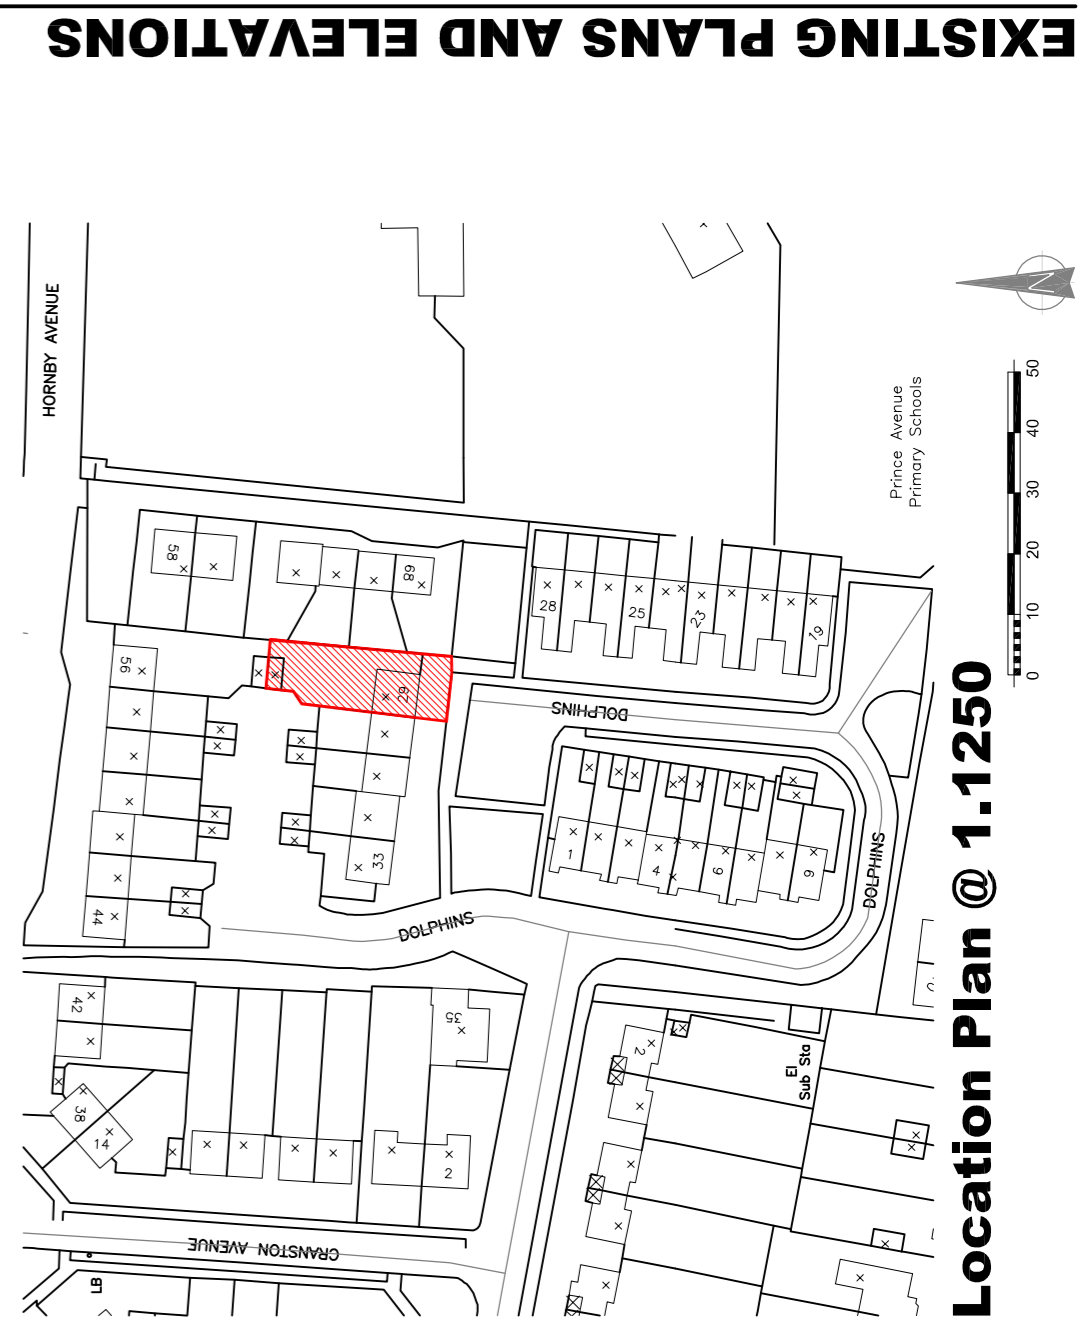 EXISTING PLANS AND ELEVATIONS
HORNBY AVENUE
Prince Avenue
Primary Schools
N
0 10 20 30 40 50
58
68
56
67
28
25
23
19
DOLPHINS
44
33
1
4
6
9
DOLPHINS
DOLPHINS
42
35
38
14
2
2
El
Sub Sta
CRANSTON AVENUE
LB
Location Plan @ 1.1250